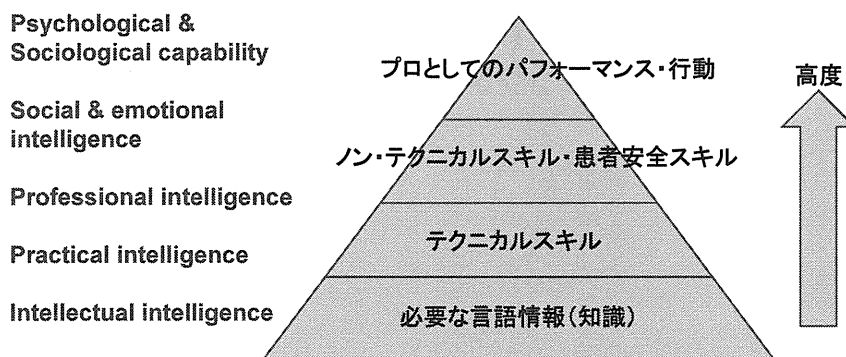 Psychological &
Sociological capability
Social & emotional
intelligence
Professional intelligence
Practical intelligence
Intellectual intelligence
プロとしてのパフォーマンス・行動
ノン・テクニカルスキル・患者安全スキル
テクニカルスキル
必要な言語情報(知識)
高度